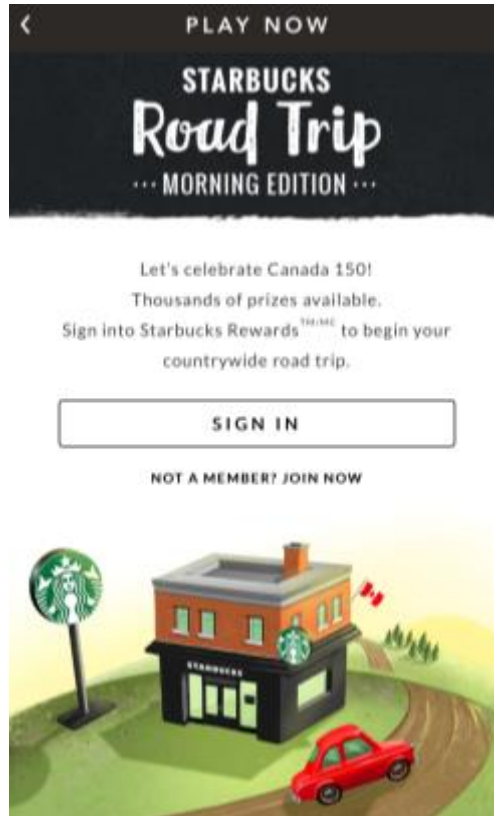 PLAY NOW
STARBUCKS
Road Trip
··· MORNING EDITION ···
Let's celebrate Canada 150!
Thousands of prizes available.
Sign into Starbucks Rewards™/MC to begin your
countrywide road trip.
SIGN IN
NOT A MEMBER? JOIN NOW
STARBUCKS